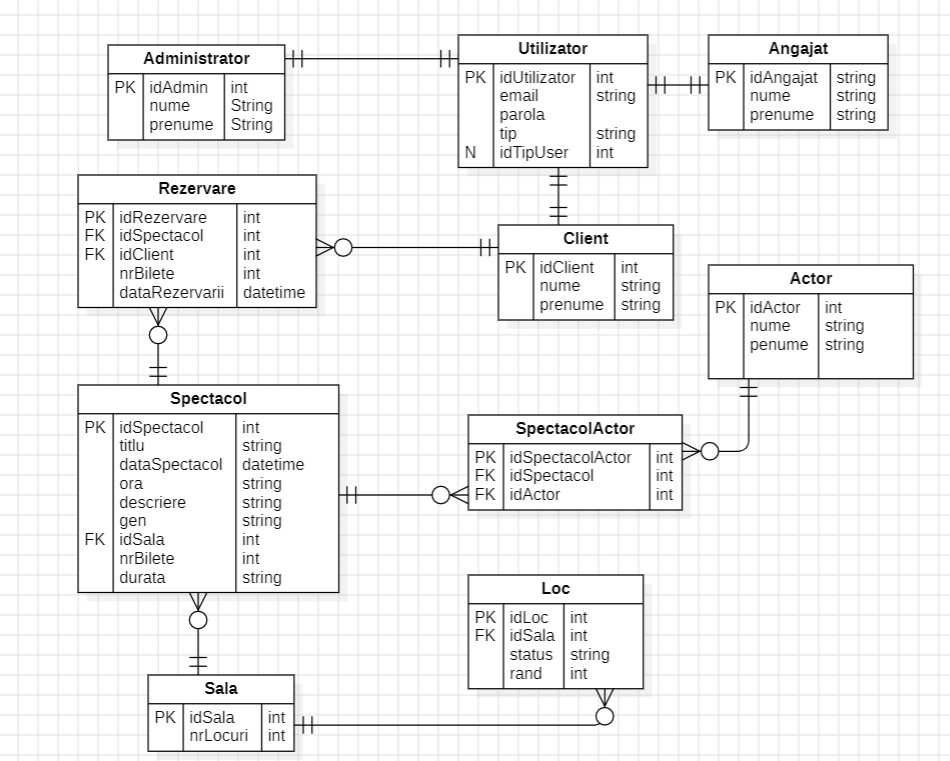 Administrator
PK idAdmin int
nume String
prenume String
Utilizator
PK idUtilizator int
email string
parola
tip string
N idTipUser int
Angajat
PK idAngajat string
nume string
prenume string
Rezervare
PK idRezervare int
FK idSpectacol int
FK idClient int
nrBilete int
dataRezervarii datetime
Client
PK idClient int
nume string
prenume string
Actor
PK idActor int
nume string
penume string
Spectacol
PK idSpectacol int
titlu string
dataSpectacol datetime
ora string
descriere string
gen string
FK idSala int
nrBilete int
durata string
SpectacolActor
PK idSpectacolActor int
FK idSpectacol int
FK idActor int
Loc
PK idLoc int
FK idSala int
status string
rand int
Sala
PK idSala int
nrLocuri int